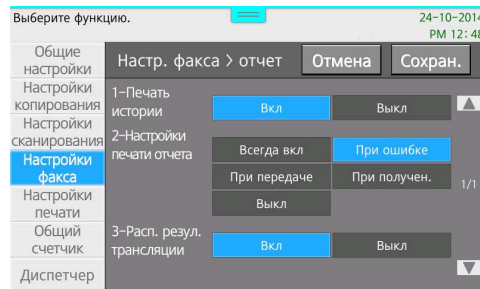 Выберите функцию.
24-10-2014
PM 12:48
Общие
настройки
Настройки
копирования
Настройки
сканирования
Настройки
факса
Настройки
печати
Общий
счетчик
Диспетчер
Настр. факса > отчет
Отмена
Сохран.
1-Печать
истории
Вкл
Выкл
2-Настройки
печати отчета
Всегда вкл
При ошибке
При передаче
При получен.
Выкл
1/1
3-Расп. резул.
трансляции
Вкл
Выкл